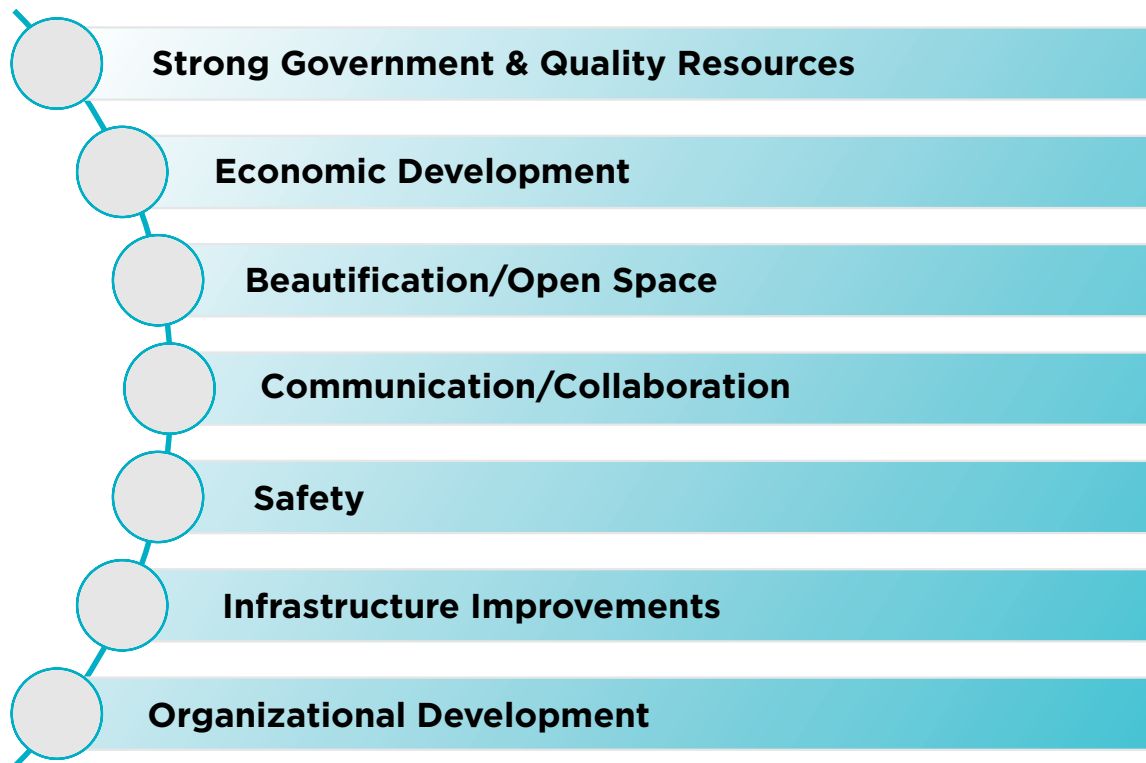 Strong Government & Quality Resources
Economic Development
Beautification/Open Space
Communication/Collaboration
Safety
Infrastructure Improvements
Organizational Development